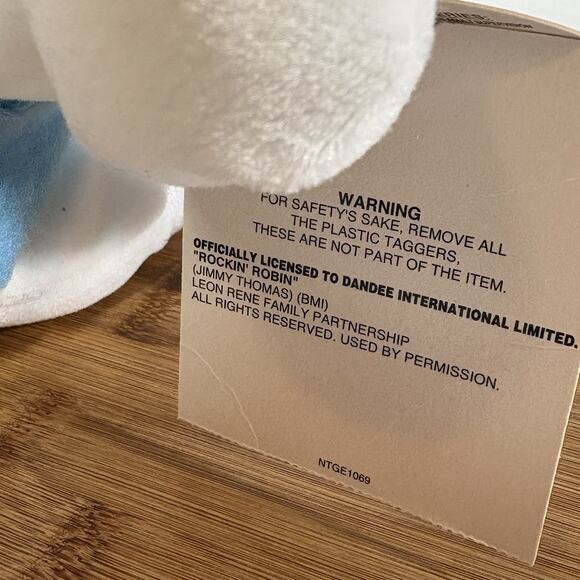 WARNING
FOR SAFETY'S SAKE, REMOVE ALL
THE PLASTIC TAGGERS,
THESE ARE NOT PART OF THE ITEM.
OFFICIALLY LICENSED TO DANDEE INTERNATIONAL LIMITED.
"ROCKIN' ROBIN"
(JIMMY THOMAS) (BMI)
LEON RENE FAMILY PARTNERSHIP
ALL RIGHTS RESERVED. USED BY PERMISSION.
NTGE1069